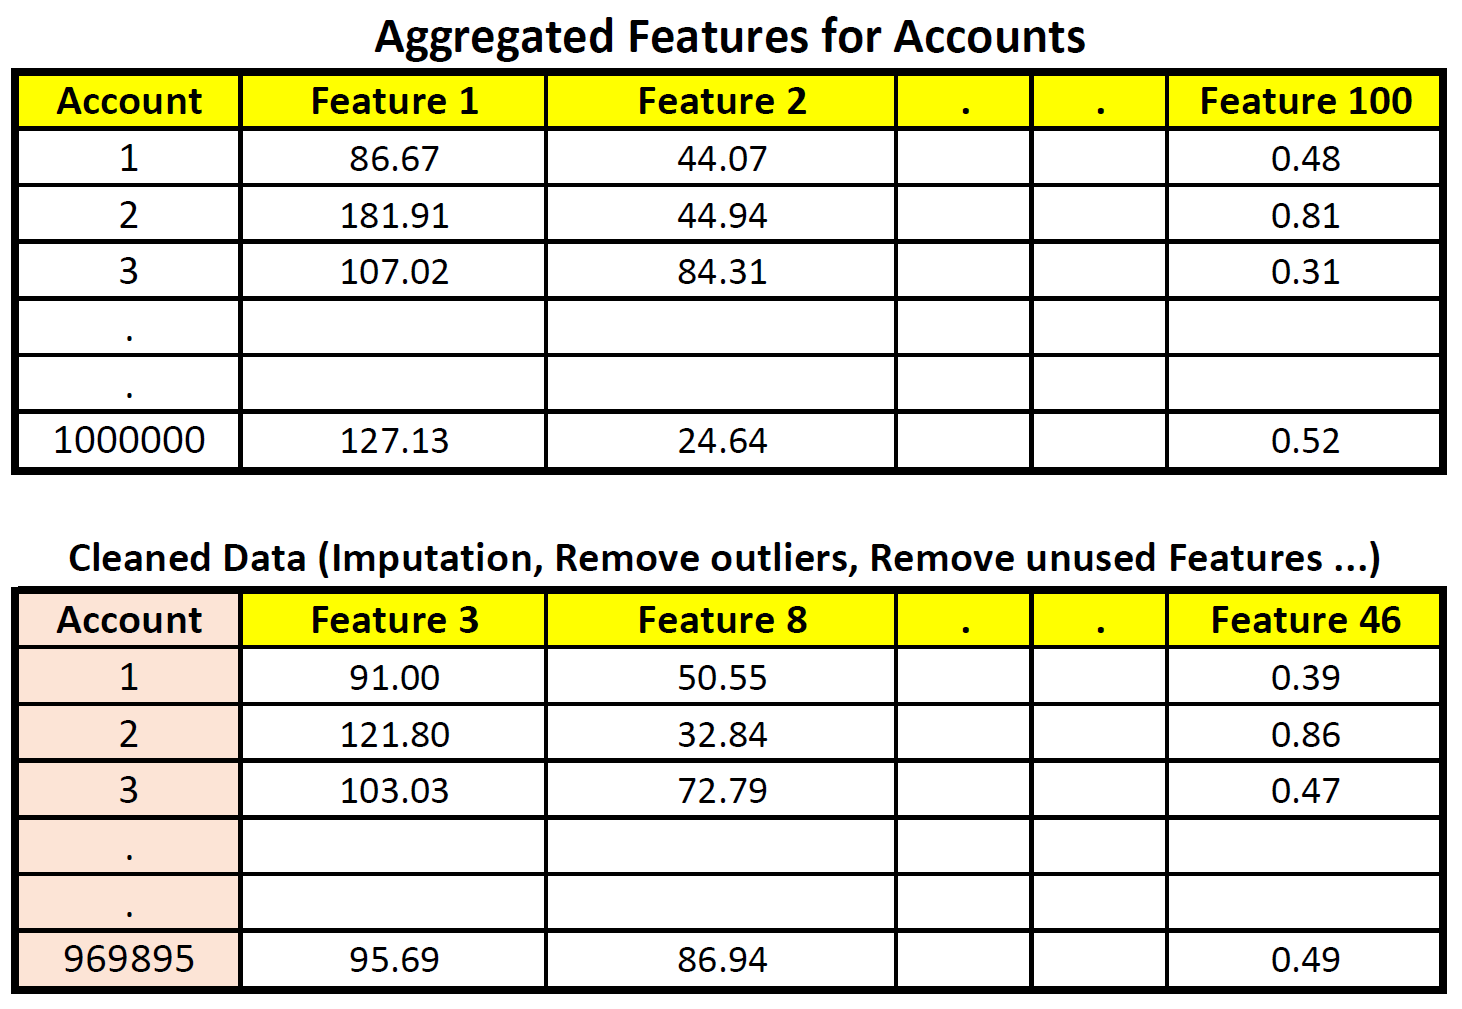 Aggregated Features for Accounts
Account Feature 1 Feature 2 . . Feature 100
1 86.67 44.07 0.48
2 181.91 44.94 0.81
3 107.02 84.31 0.31
.
.
1000000 127.13 24.64 0.52
Cleaned Data (Imputation, Remove outliers, Remove unused Features ...)
Account Feature 3 Feature 8 . . Feature 46
1 91.00 50.55 0.39
2 121.80 32.84 0.86
3 103.03 72.79 0.47
.
.
969895 95.69 86.94 0.49